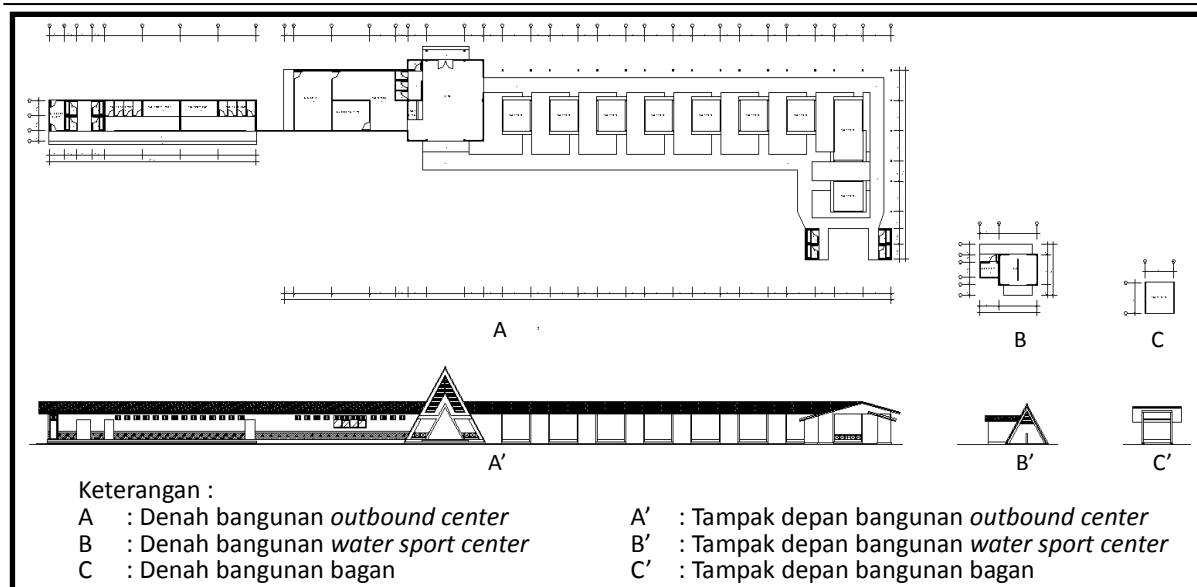 A
B
C
A’
B’
C’
Keterangan :
A : Denah bangunan outbound center
B : Denah bangunan water sport center
C : Denah bangunan bagan
A’ : Tampak depan bangunan outbound center
B’ : Tampak depan bangunan water sport center
C’ : Tampak depan bangunan bagan